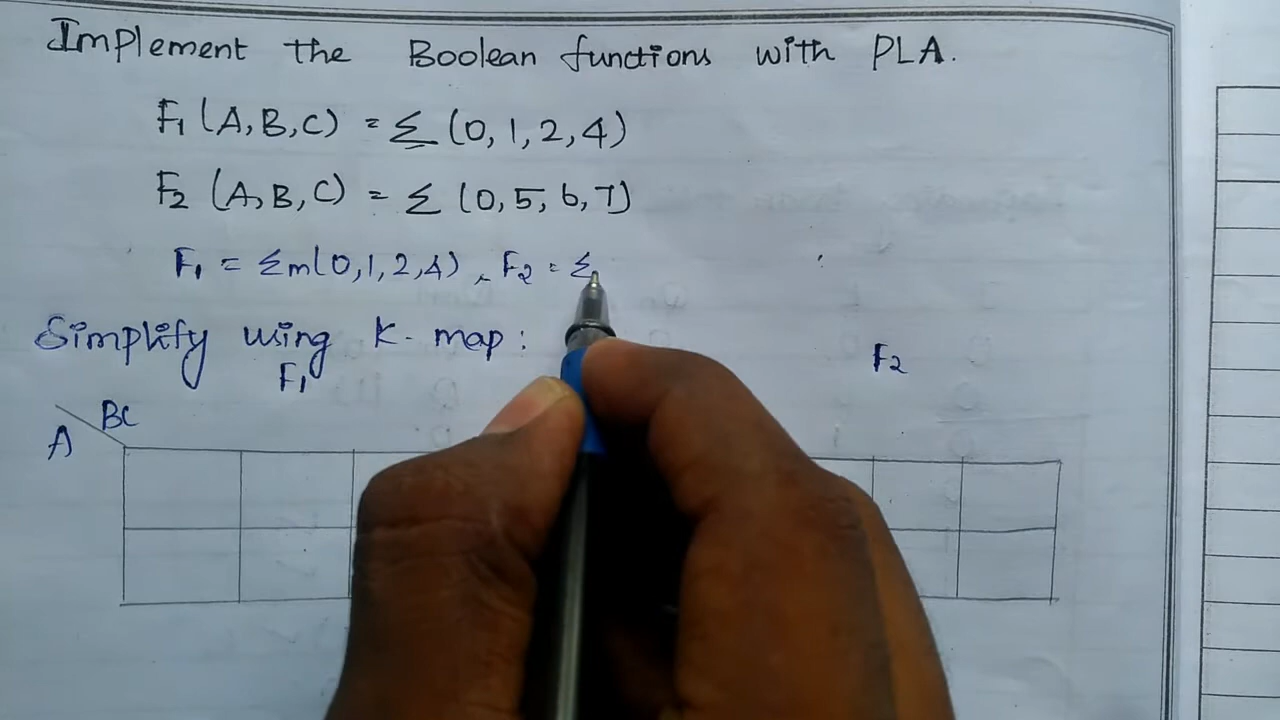 Implement the Boolean functions with PLA.
F₁ (A,B,C) = Σ (0,1,2,4)
F₂ (A,B,C) = Σ (0,5,6,7)
F₁ = Σm(0,1,2,4), F₂ = Σ
Simplify using K-map:
F₁ F₂
BC
A